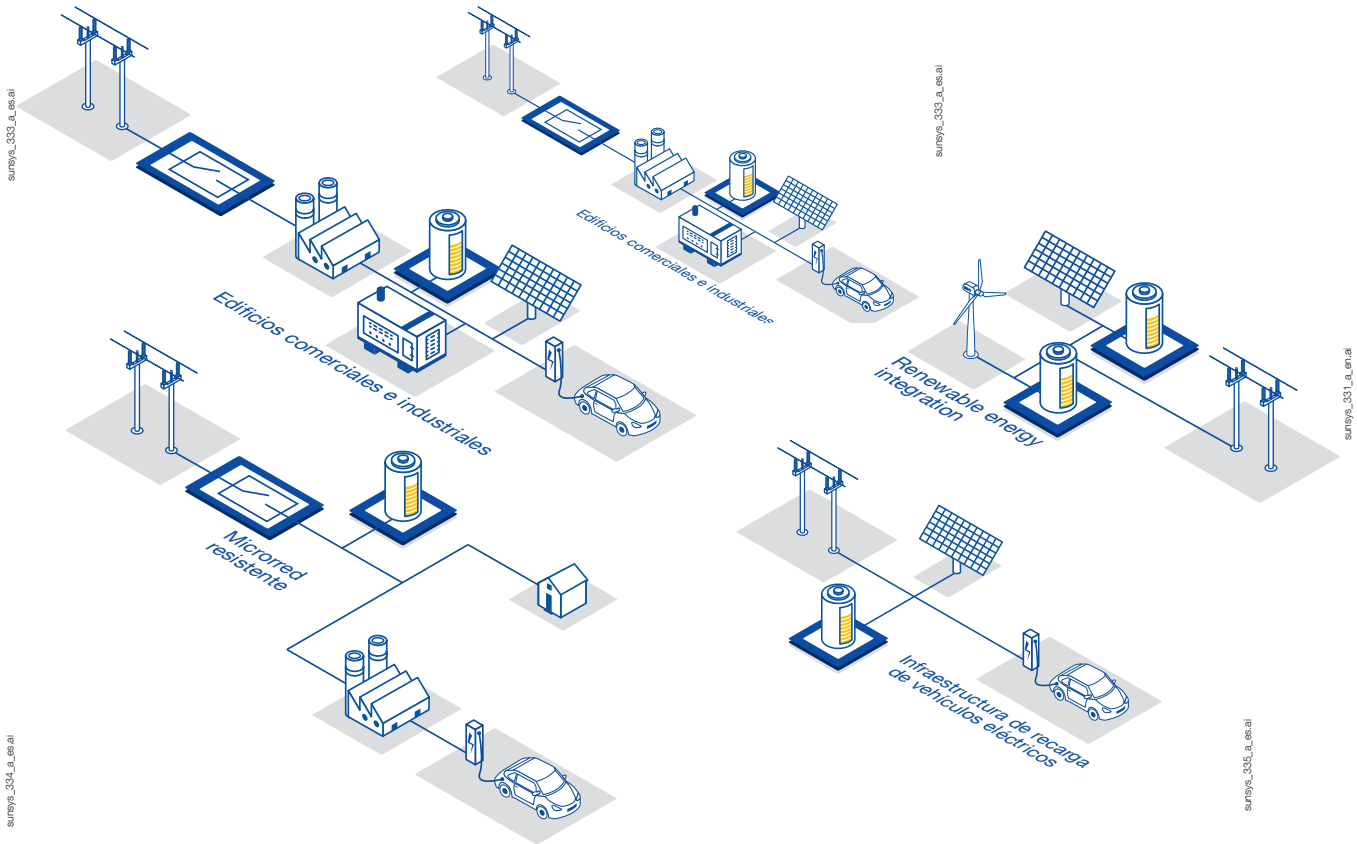 sunsys_333_a_es.ai
Edificios comerciales e industriales
sunsys_333_a_es.ai
Edificios comerciales e industriales
Renewable energy
integration
sunsys_331_a_en.ai
Microrred
resistente
sunsys_334_a_es.ai
Infraestructura de recarga
de vehículos eléctricos
sunsys_335_a_es.ai